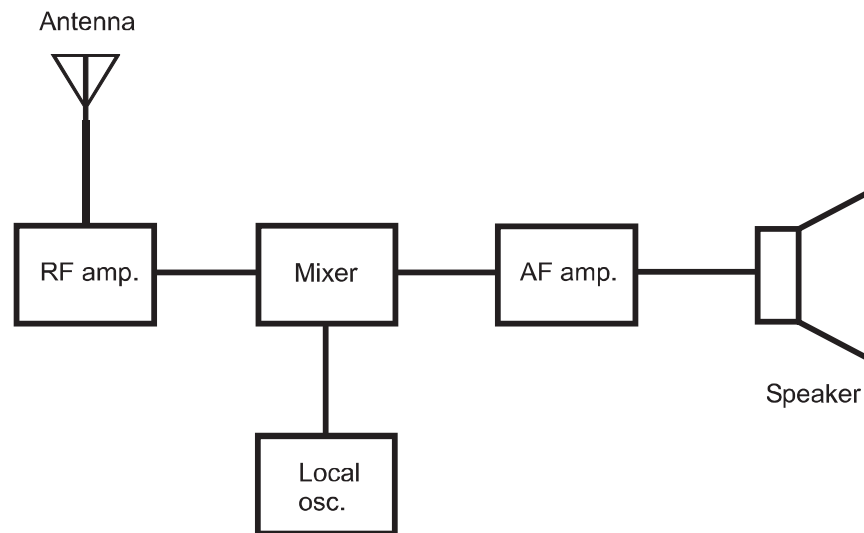 Antenna
RF amp.
Mixer
AF amp.
Speaker
Local
osc.